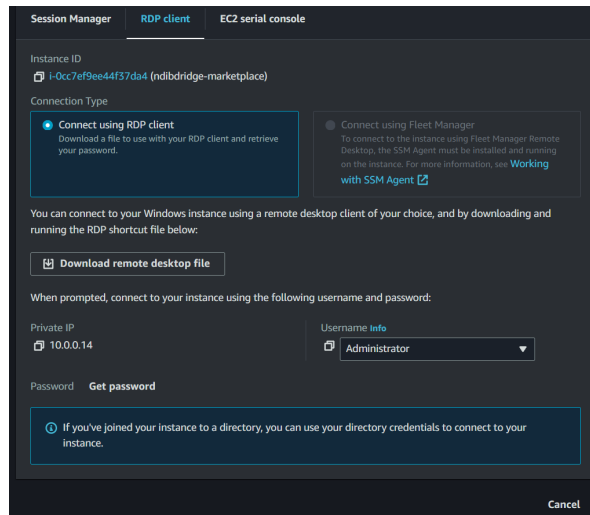 Session Manager RDP client EC2 serial console
Instance ID
i-0cc7ef9ee44f37da4 (ndibdridge-marketplace)
Connection Type
Connect using RDP client
Download a file to use with your RDP client and retrieve
your password.
Connect using Fleet Manager
To connect to the instance using Fleet Manager Remote
Desktop, the SSM Agent must be installed and running
on the instance. For more information, see Working
with SSM Agent
You can connect to your Windows instance using a remote desktop client of your choice, and by downloading and
running the RDP shortcut file below:
Download remote desktop file
When prompted, connect to your instance using the following username and password:
Private IP
10.0.0.14
Username Info
Administrator
Password Get password
If you've joined your instance to a directory, you can use your directory credentials to connect to your
instance.
Cancel